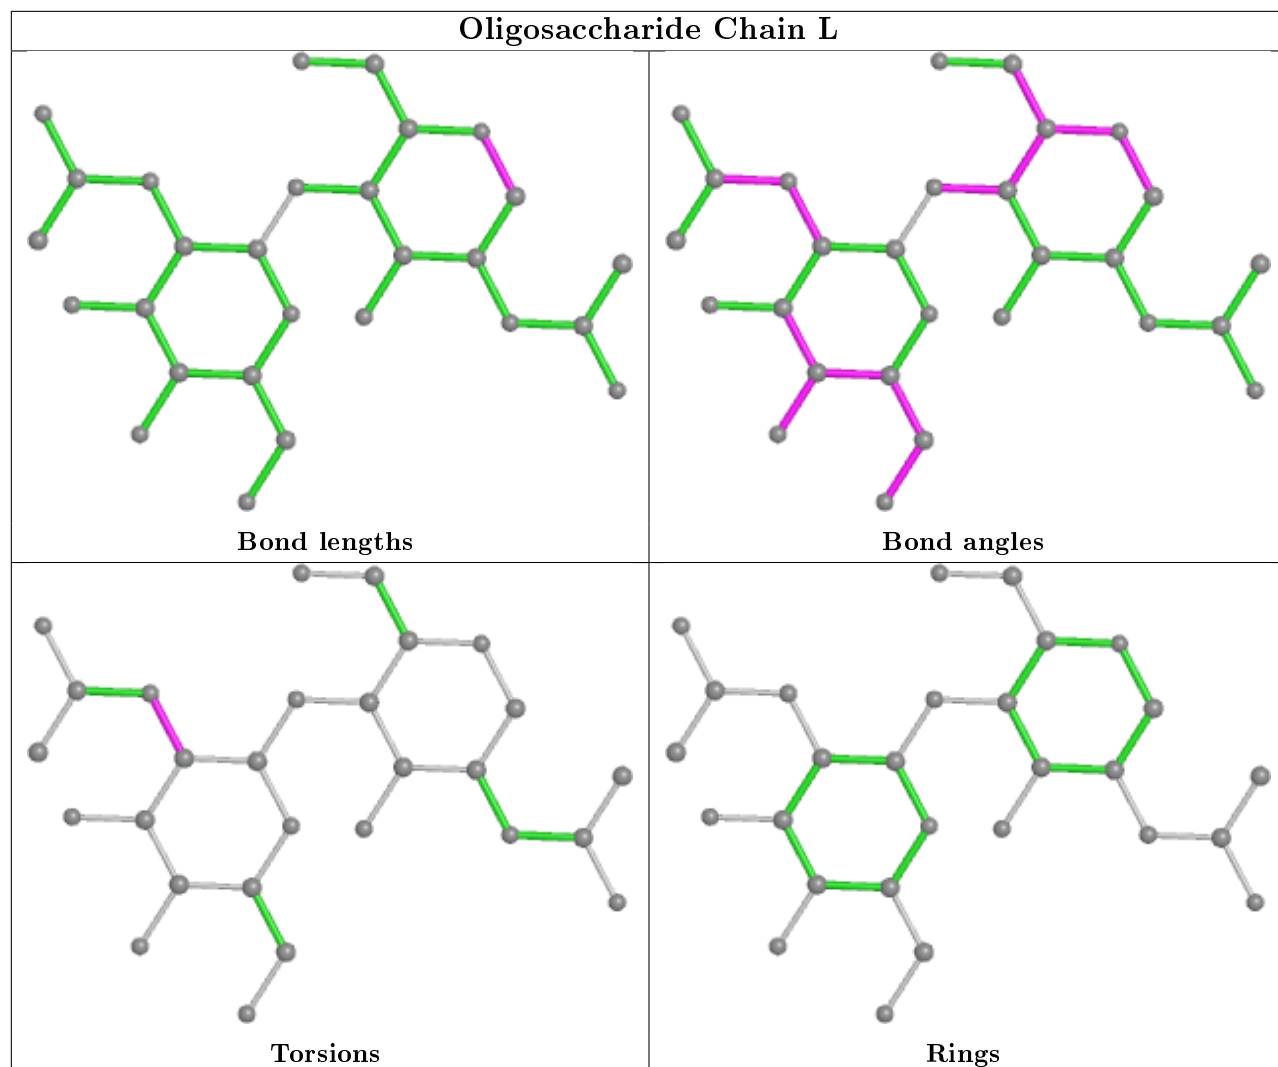 Oligosaccharide Chain L
Bond lengths
Bond angles
Torsions
Rings